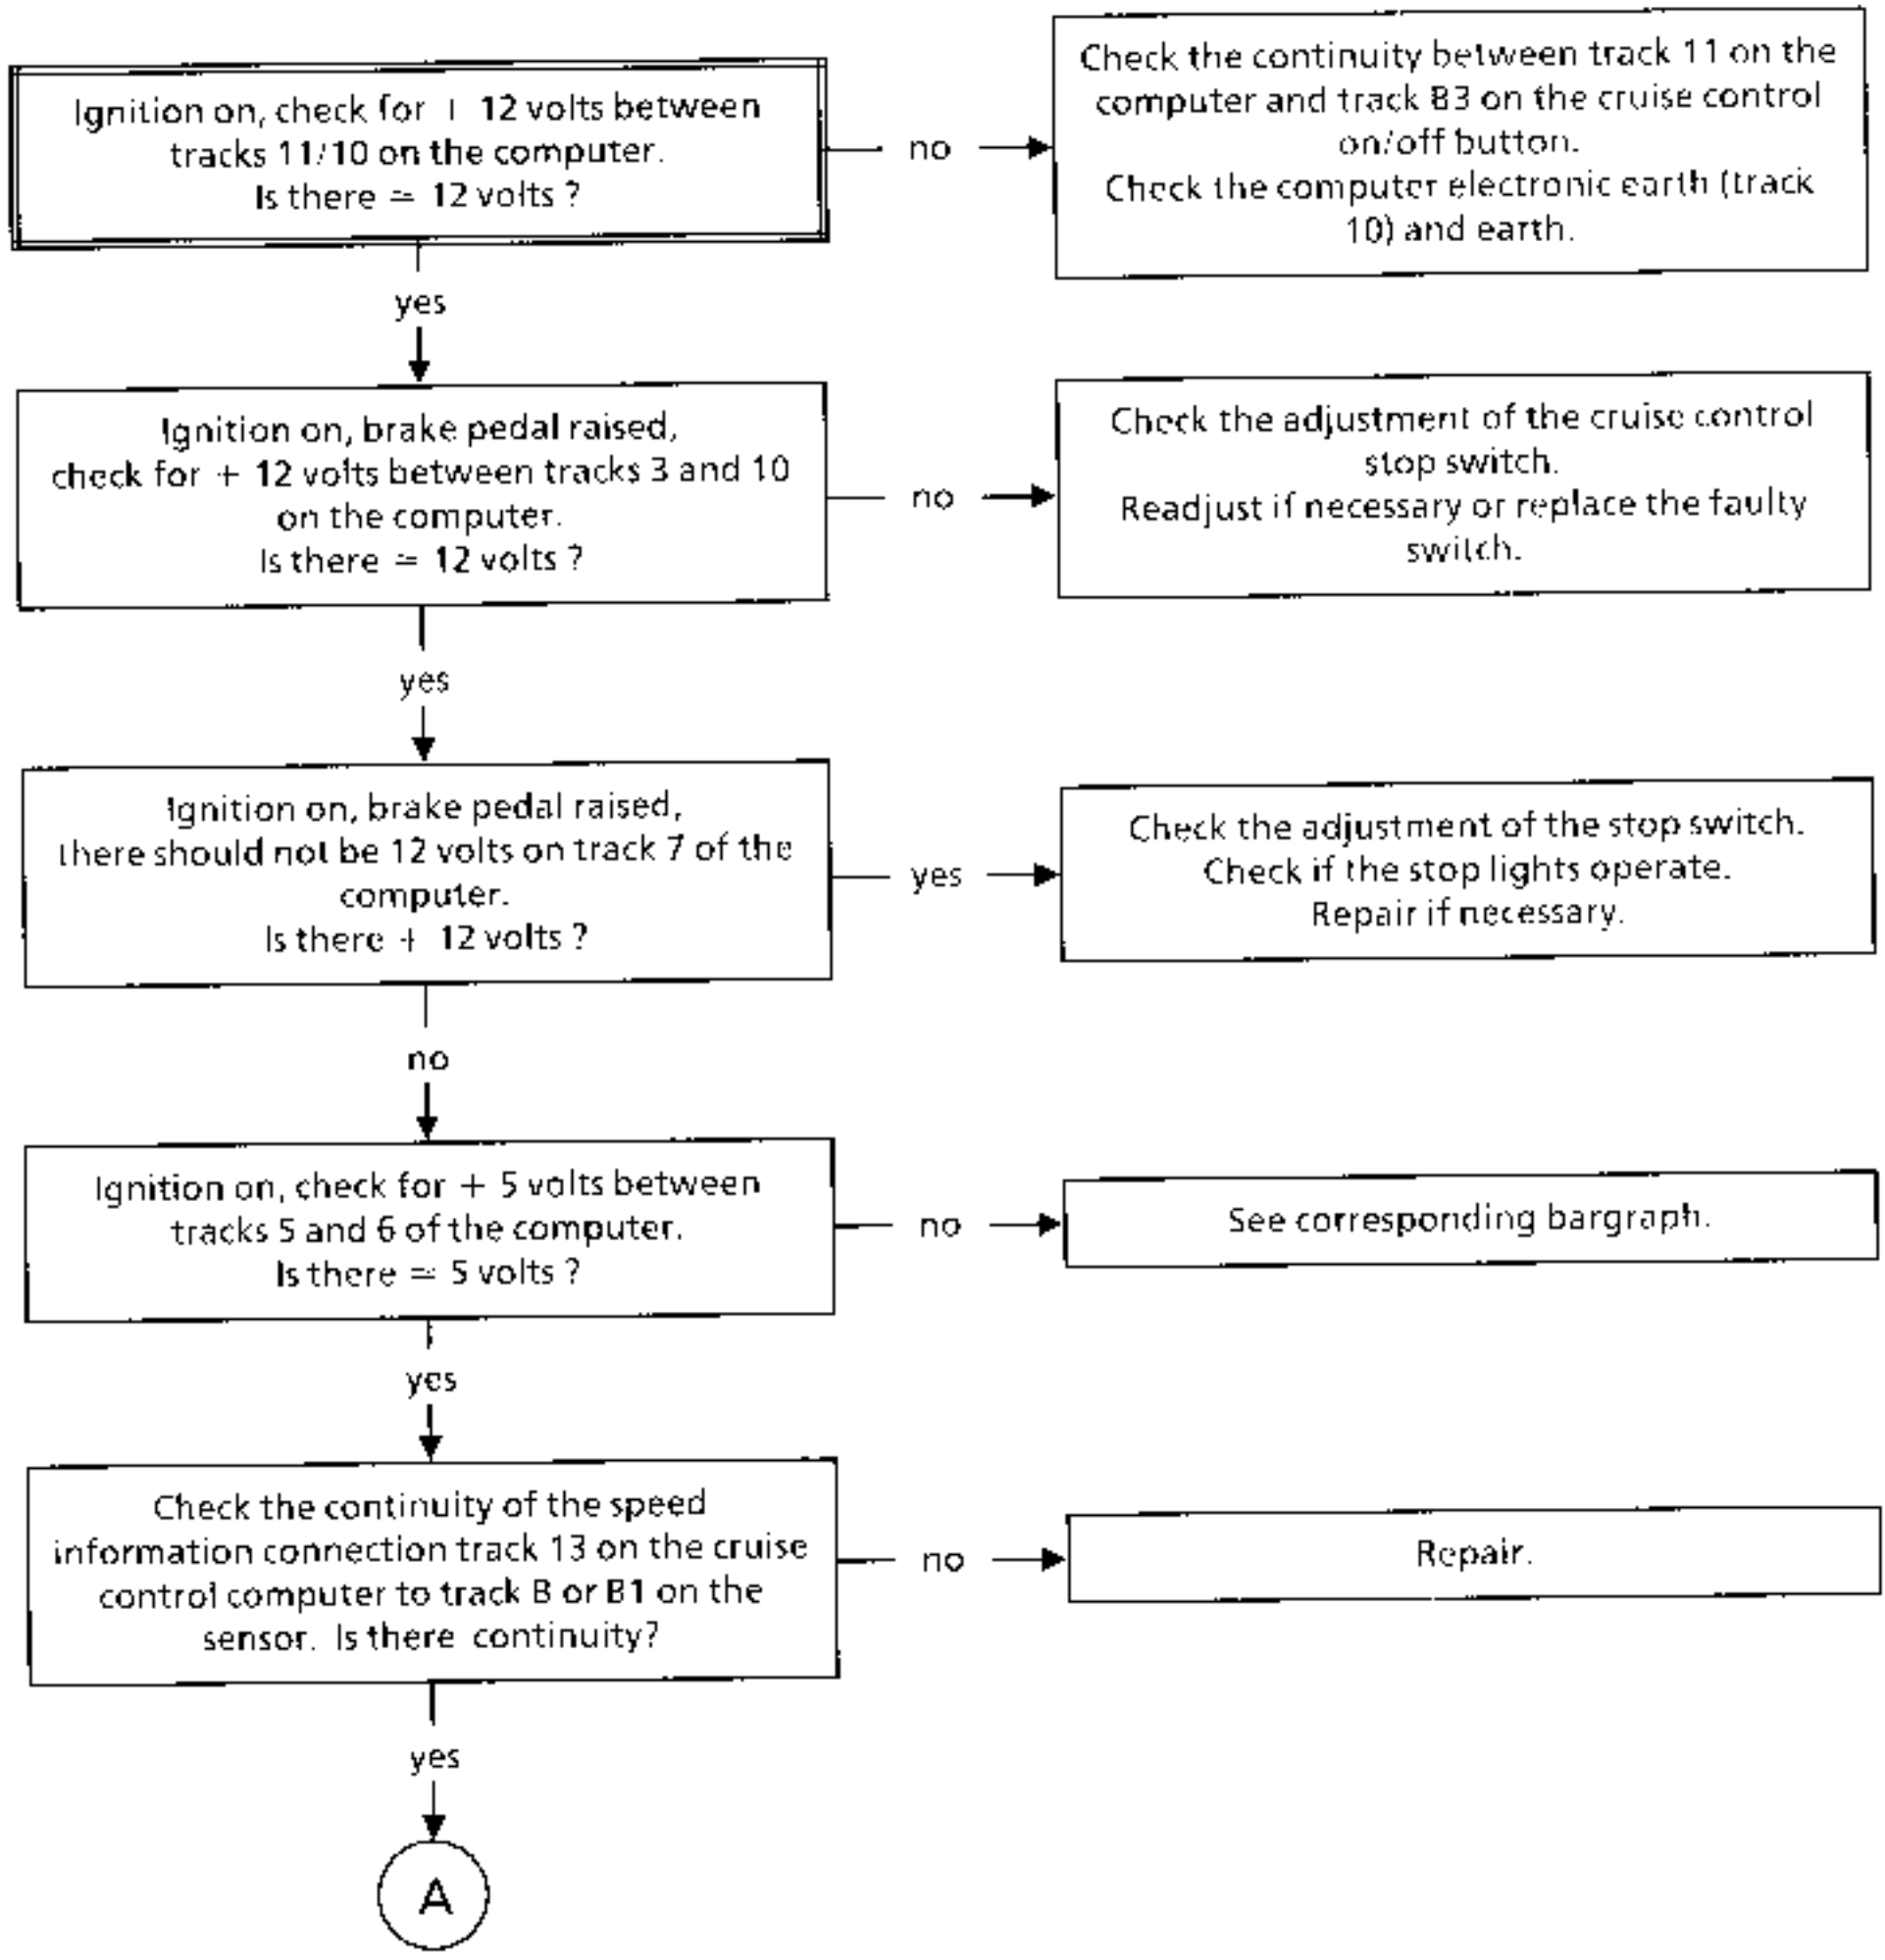 Ignition on, check for + 12 volts between
tracks 11/10 on the computer.
Is there = 12 volts ?
no
Check the continuity between track 11 on the
computer and track B3 on the cruise control
on/off button.
Check the computer electronic earth (track
10) and earth.
yes
Ignition on, brake pedal raised,
check for + 12 volts between tracks 3 and 10
on the computer.
Is there = 12 volts ?
no
Check the adjustment of the cruise control
stop switch.
Readjust if necessary or replace the faulty
switch.
yes
Ignition on, brake pedal raised,
there should not be 12 volts on track 7 of the
computer.
Is there + 12 volts ?
yes
Check the adjustment of the stop switch.
Check if the stop lights operate.
Repair if necessary.
no
Ignition on, check for + 5 volts between
tracks 5 and 6 of the computer.
Is there = 5 volts ?
no
See corresponding bargraph.
yes
Check the continuity of the speed
information connection track 13 on the cruise
control computer to track B or B1 on the
sensor. Is there continuity?
no
Repair.
yes
A